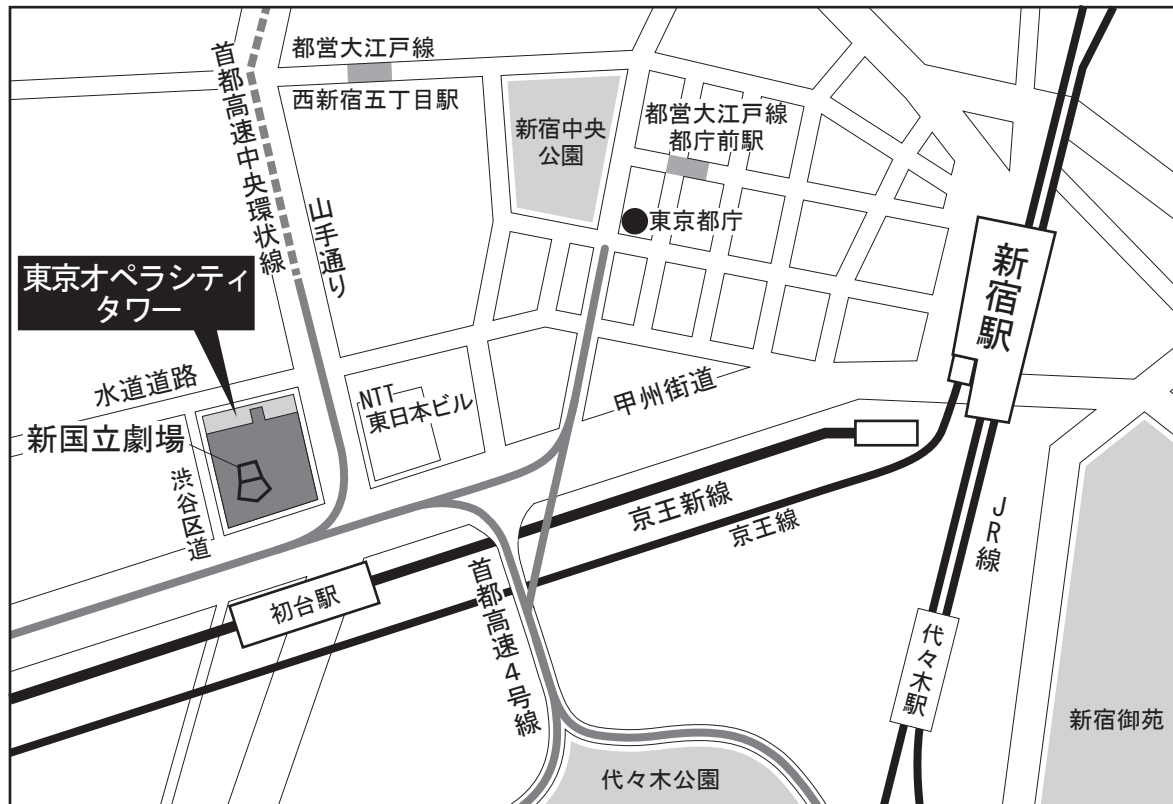 首都高速中央環状線
都営大江戸線
西新宿五丁目駅
新宿中央
公園
都営大江戸線
都庁前駅
東京都庁
山手通り
東京オペラシティ
タワー
新宿駅
水道道路
NTT
東日本ビル
甲州街道
新国立劇場
渋谷区道
京王新線
京王線
JR線
初台駅
首都高速4号線
代々木駅
新宿御苑
代々木公園